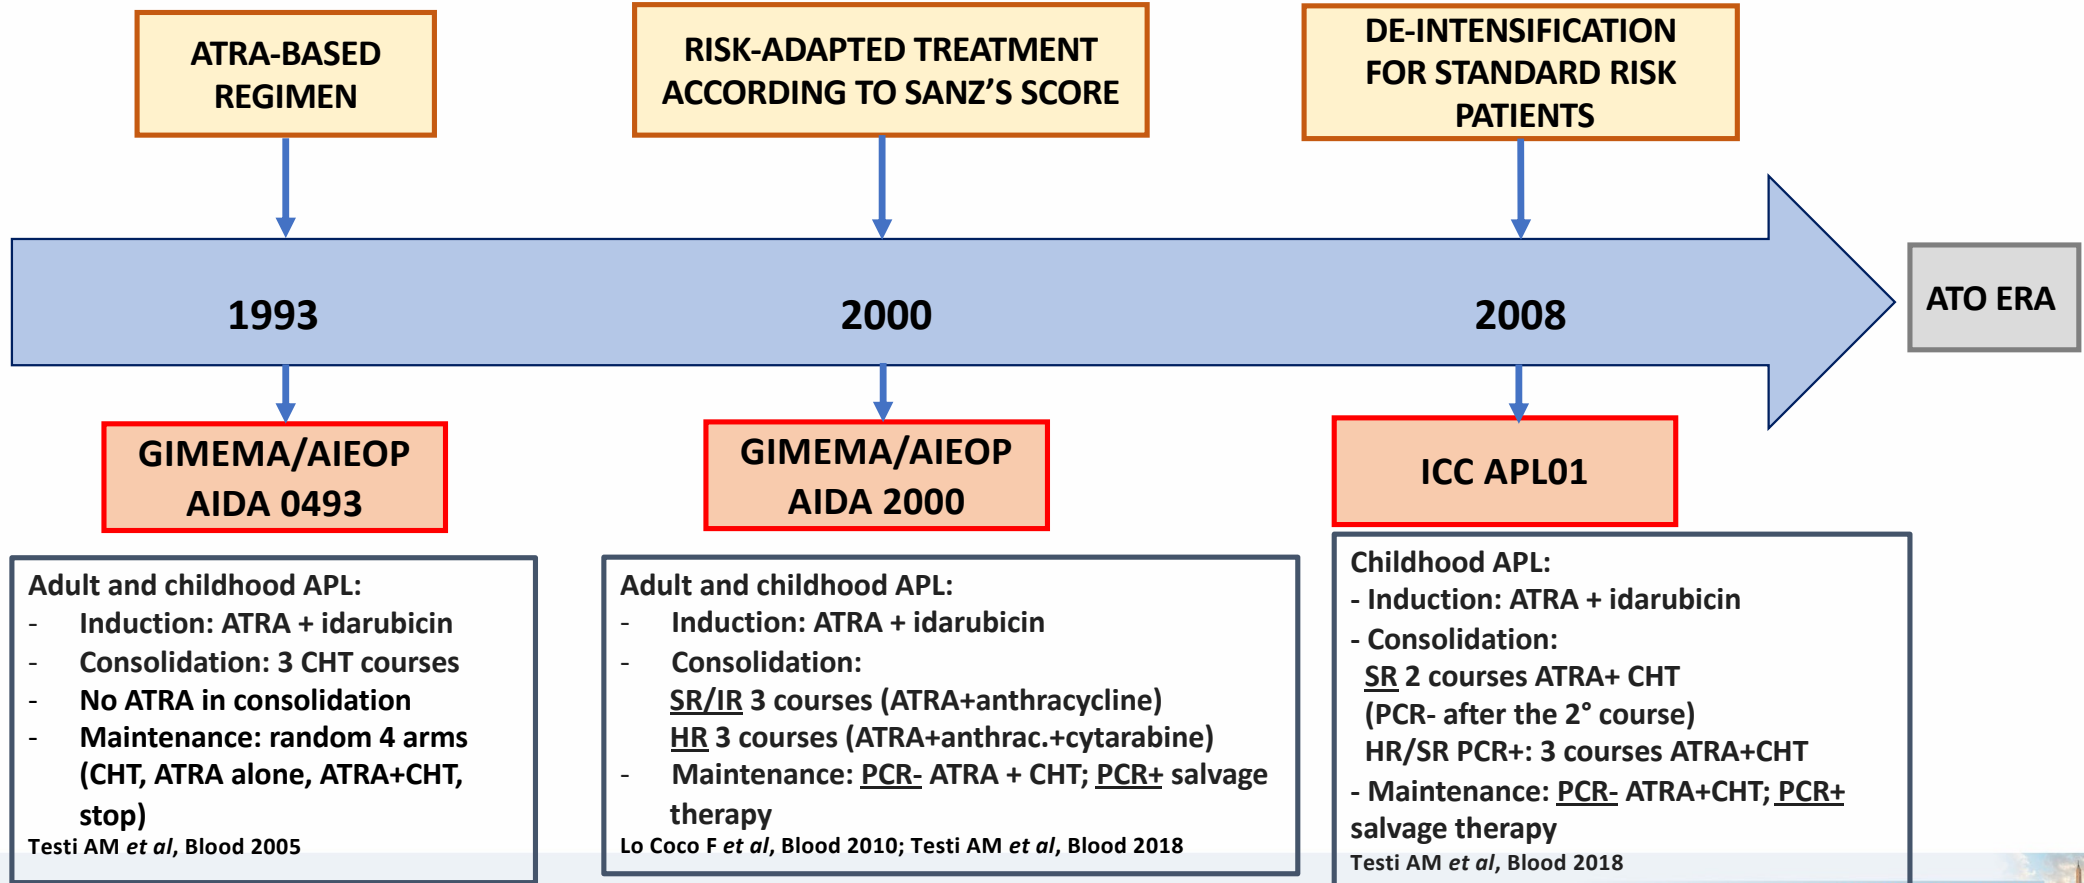 ATRA-BASED
REGIMEN
RISK-ADAPTED TREATMENT
ACCORDING TO SANZ'S SCORE
DE-INTENSIFICATION
FOR STANDARD RISK
PATIENTS
1993
2000
2008
ATO ERA
GIMEMA/AIEOP
AIDA 0493
GIMEMA/AIEOP
AIDA 2000
ICC APL01
Adult and childhood APL:
- Induction: ATRA + idarubicin
- Consolidation: 3 CHT courses
- No ATRA in consolidation
- Maintenance: random 4 arms
(CHT, ATRA alone, ATRA+CHT,
stop)
Testi AM et al, Blood 2005
Adult and childhood APL:
- Induction: ATRA + idarubicin
- Consolidation:
SR/IR 3 courses (ATRA+anthracycline)
HR 3 courses (ATRA+anthrac.+cytarabine)
- Maintenance: PCR- ATRA + CHT; PCR+ salvage
therapy
Lo Coco F et al, Blood 2010; Testi AM et al, Blood 2018
Childhood APL:
- Induction: ATRA + idarubicin
- Consolidation:
SR 2 courses ATRA+ CHT
(PCR- after the 2° course)
HR/SR PCR+: 3 courses ATRA+CHT
- Maintenance: PCR- ATRA+CHT; PCR+
salvage therapy
Testi AM et al, Blood 2018